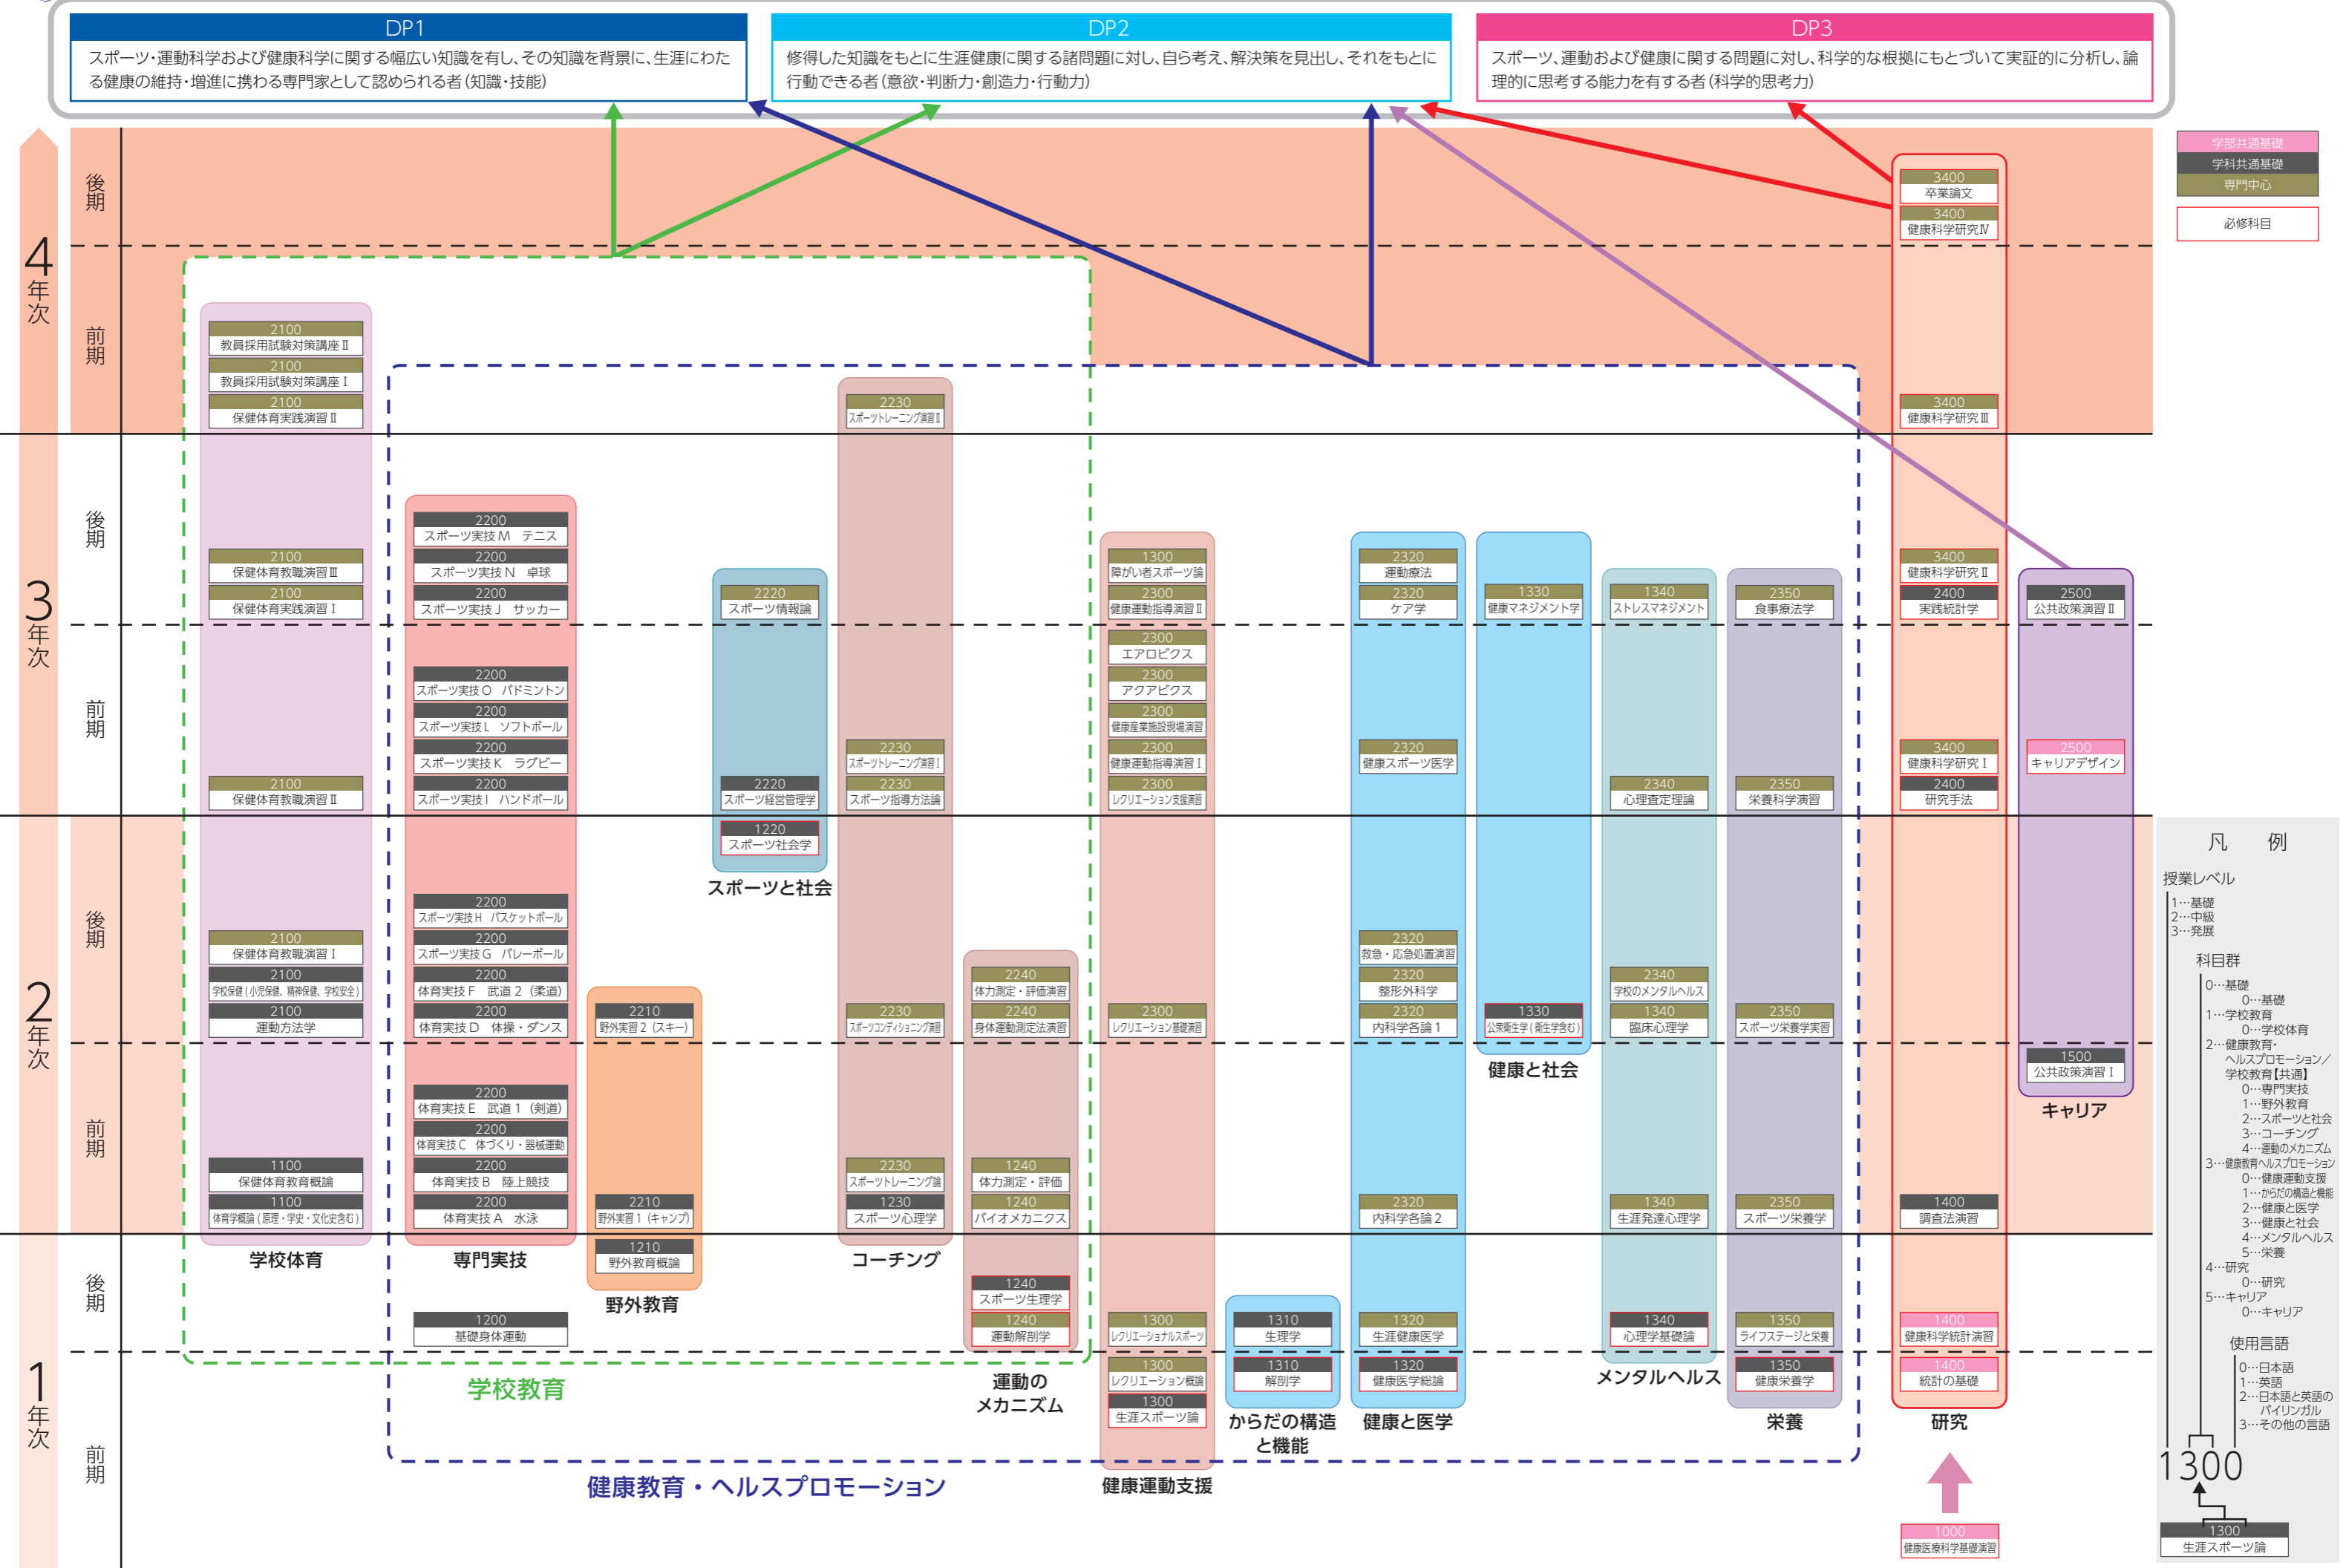 DP1
スポーツ・運動科学および健康科学に関する幅広い知識を有し、その知識を背景に、生涯にわた
る健康の維持・増進に携わる専門家として認められる者(知識・技能)
DP2
修得した知識をもとに生涯健康に関する諸問題に対し、自ら考え、解決策を見出し、それをもとに
行動できる者(意欲・判断力・創造力・行動力)
DP3
スポーツ、運動および健康に関する問題に対し、科学的な根拠にもとづいて実証的に分析し、論
理的に思考する能力を有する者(科学的思考力)
学部共通基礎
学科共通基礎
専門中心
必修科目
4年次
後期
前期
3年次
後期
前期
2年次
後期
前期
1年次
後期
前期
2100
教員採用試験対策講座Ⅱ
2100
教員採用試験対策講座Ⅰ
2100
保健体育実践演習Ⅱ
2100
保健体育教職演習Ⅲ
2100
保健体育実践演習Ⅰ
2100
保健体育教職演習Ⅱ
2100
保健体育教職演習Ⅰ
2100
学校保健(小児保健、精神保健、学校安全)
2100
運動方法学
1100
保健体育教育概論
1100
体育学概論(原理・学史・文化史含む)
学校体育
2200
スポーツ実技M テニス
2200
スポーツ実技N 卓球
2200
スポーツ実技J サッカー
2200
スポーツ実技O バドミントン
2200
スポーツ実技L ソフトボール
2200
スポーツ実技K ラグビー
2200
スポーツ実技I ハンドボール
2200
スポーツ実技H バスケットボール
2200
スポーツ実技G バレーボール
2200
体育実技F 武道2(柔道)
2200
体育実技D 体操・ダンス
2200
体育実技E 武道1(剣道)
2200
体育実技C 体づくり・器械運動
2200
体育実技B 陸上競技
2200
体育実技A 水泳
専門実技
1200
基礎身体運動
2210
野外実習2(スキー)
2210
野外実習1(キャンプ)
1210
野外教育概論
野外教育
2220
スポーツ情報論
2220
スポーツ経営管理学
1220
スポーツ社会学
スポーツと社会
2230
スポーツトレーニング演習Ⅱ
2230
スポーツトレーニング演習Ⅰ
2230
スポーツ指導方法論
2230
スポーツコンディショニング演習
2230
スポーツトレーニング論
1230
スポーツ心理学
コーチング
2240
体力測定・評価演習
2240
身体運動測定法演習
1240
体力測定・評価
1240
バイオメカニクス
1240
スポーツ生理学
1240
運動解剖学
運動の
メカニズム
学校教育
1300
障がい者スポーツ論
2300
健康運動指導演習Ⅱ
2300
エアロビクス
2300
アクアビクス
2300
健康産業施設現場演習
2300
健康運動指導演習Ⅰ
2300
レクリエーション支援演習
2300
レクリエーション基礎演習
1300
レクリエーショナルスポーツ
1300
レクリエーション概論
1300
生涯スポーツ論
健康運動支援
1310
生理学
1310
解剖学
からだの構造
と機能
2320
運動療法
2320
ケア学
2320
健康スポーツ医学
2320
救急・応急処置演習
2320
整形外科学
2320
内科学各論1
2320
内科学各論2
1320
生涯健康医学
1320
健康医学総論
健康と医学
1330
健康マネジメント学
1330
公衆衛生学(衛生学含む)
健康と社会
1340
ストレスマネジメント
2340
心理査定理論
2340
学校のメンタルヘルス
1340
臨床心理学
1340
生涯発達心理学
1340
心理学基礎論
メンタルヘルス
2350
食事療法学
2350
栄養科学演習
2350
スポーツ栄養学実習
2350
スポーツ栄養学
1350
ライフステージと栄養
1350
健康栄養学
栄養
健康教育・ヘルスプロモーション
3400
卒業論文
3400
健康科学研究Ⅳ
3400
健康科学研究Ⅲ
3400
健康科学研究Ⅱ
2400
実践統計学
3400
健康科学研究Ⅰ
2400
研究手法
1400
調査法演習
1400
健康科学統計演習
1400
統計の基礎
研究
1000
健康医療科学基礎演習
2500
公共政策演習Ⅱ
2500
キャリアデザイン
1500
公共政策演習Ⅰ
キャリア
凡 例
授業レベル
1…基礎
2…中級
3…発展
科目群
0…基礎
0…基礎
1…学校教育
0…学校体育
2…健康教育・
ヘルスプロモーション／
学校教育【共通】
0…専門実技
1…野外教育
2…スポーツと社会
3…コーチング
4…運動のメカニズム
3…健康教育ヘルスプロモーション
0…健康運動支援
1…からだの構造と機能
2…健康と医学
3…健康と社会
4…メンタルヘルス
5…栄養
4…研究
0…研究
5…キャリア
0…キャリア
使用言語
0…日本語
1…英語
2…日本語と英語の
バイリンガル
3…その他の言語
1300
1300
生涯スポーツ論